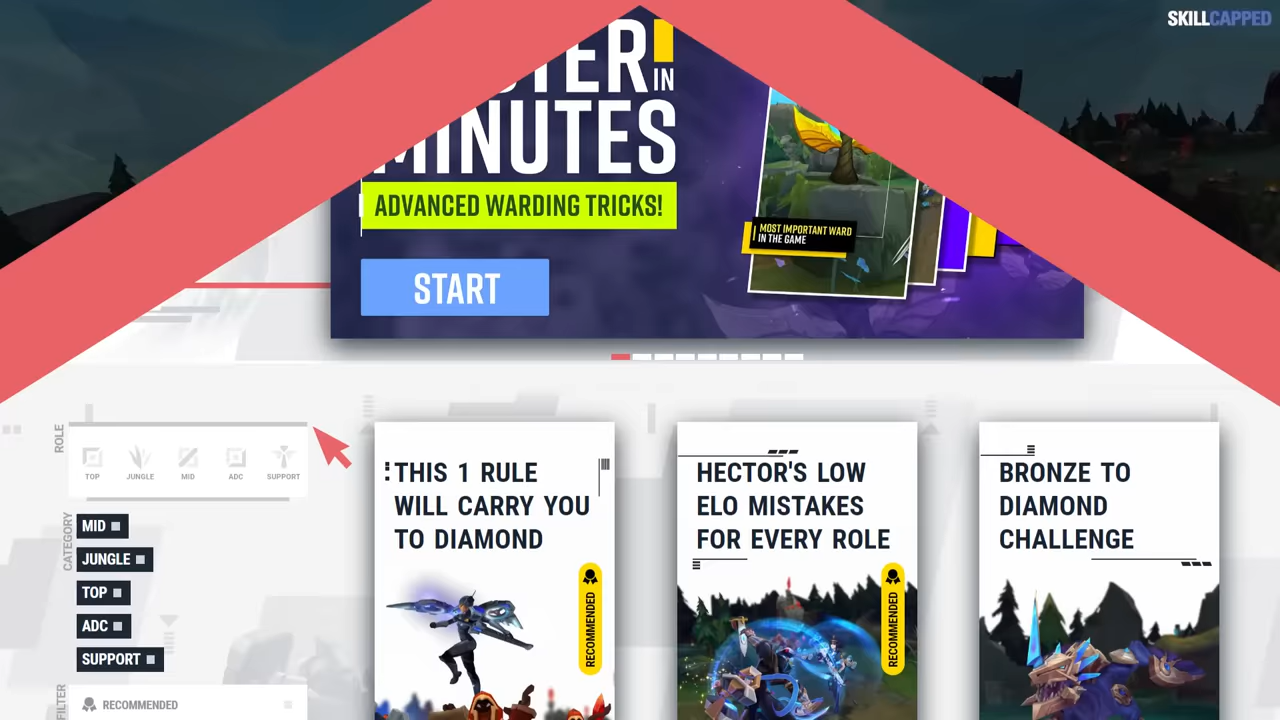 SKILLCAPPED
IN
MINUTES
ADVANCED WARDING TRICKS!
MOST IMPORTANT WARD
IN THE GAME
START
ROLE
TOP
JUNGLE
MID
ADC
SUPPORT
CATEGORY
MID
JUNGLE
TOP
ADC
SUPPORT
FILTER
RECOMMENDED
THIS 1 RULE
WILL CARRY YOU
TO DIAMOND
RECOMMENDED
HECTOR'S LOW
ELO MISTAKES
FOR EVERY ROLE
RECOMMENDED
BRONZE TO
DIAMOND
CHALLENGE